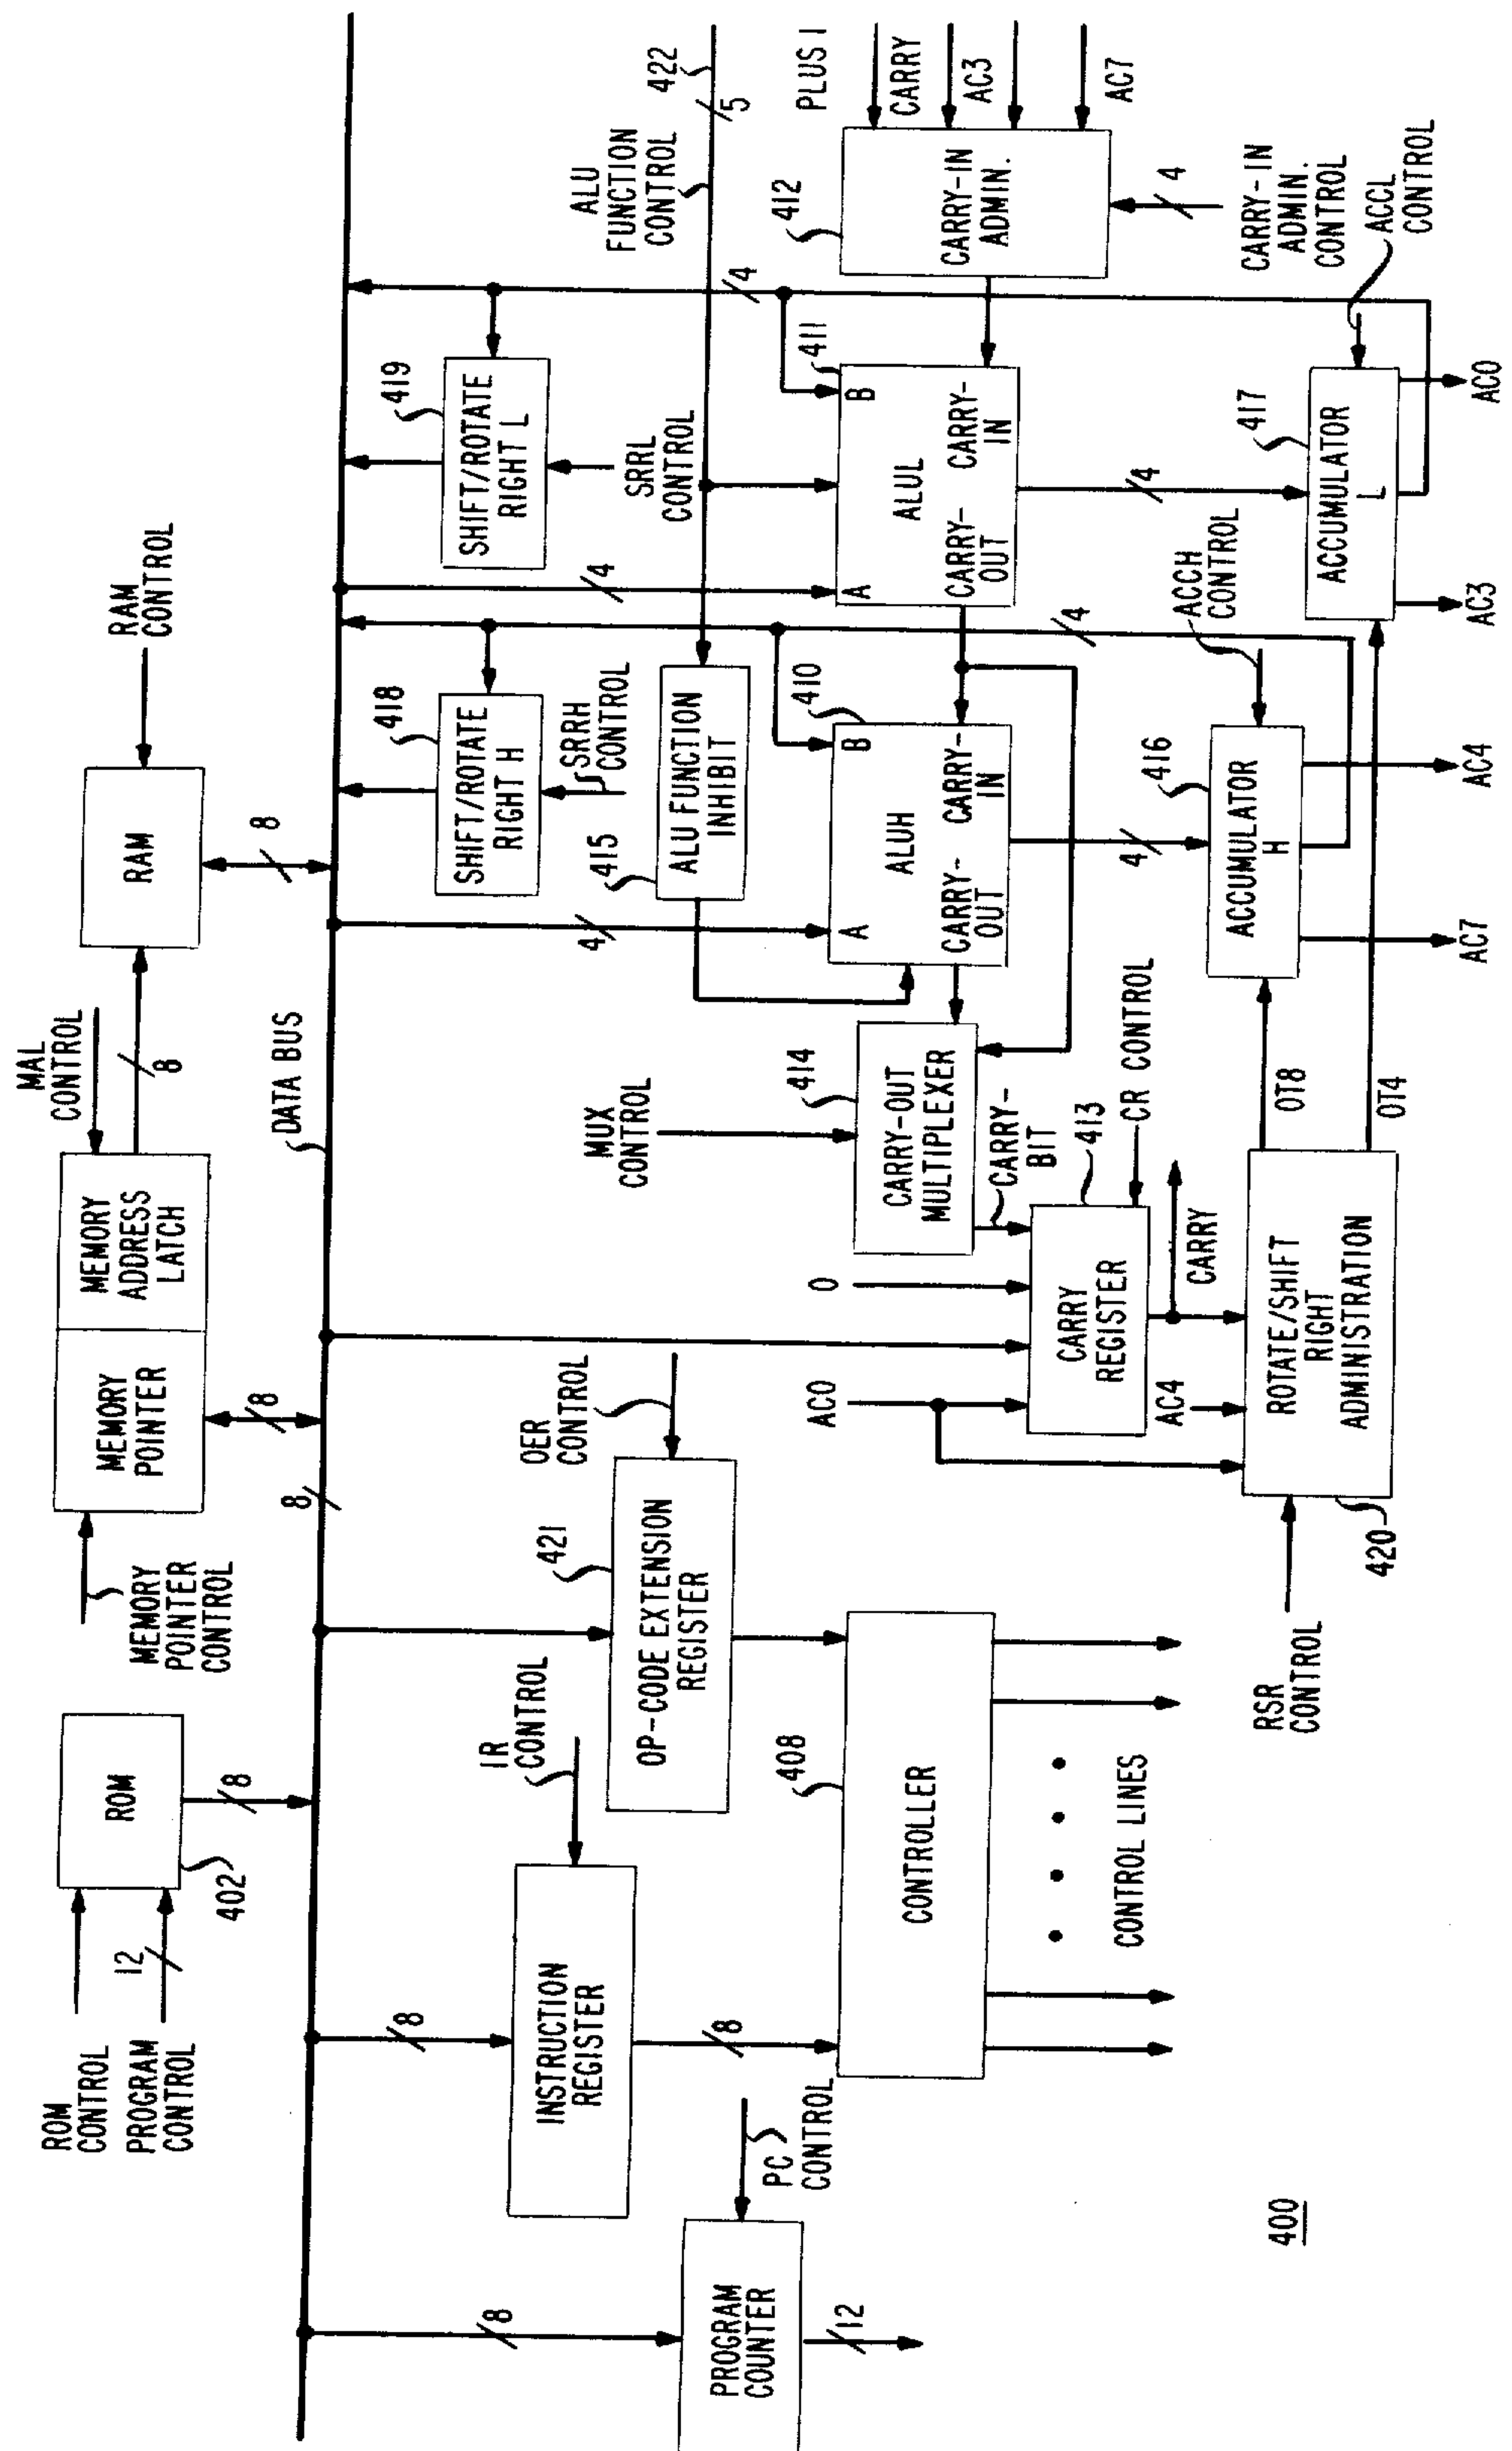 ROM
CONTROL
PROGRAM
CONTROL
12
402
ROM
8
MEMORY
POINTER
CONTROL
MEMORY
POINTER
MEMORY
ADDRESS
LATCH
8
MAL
CONTROL
8
RAM
8
RAM
CONTROL
8
DATA BUS
8
PROGRAM
COUNTER
12
PC
CONTROL
8
INSTRUCTION
REGISTER
8
IR
CONTROL
421
OP-CODE EXTENSION
REGISTER
OER
CONTROL
408
CONTROLLER
CONTROL LINES
418
SHIFT/ROTATE
RIGHT H
SRRH
CONTROL
419
SHIFT/ROTATE
RIGHT L
SRRL
CONTROL
415
ALU FUNCTION
INHIBIT
ALU
FUNCTION
CONTROL
422
5
4
4
4
4
MUX
CONTROL
414
CARRY-OUT
MULTIPLEXER
CARRY-
BIT
410
A
B
ALUH
CARRY-
OUT
CARRY-
IN
411
A
B
ALUL
CARRY-
OUT
CARRY-
IN
412
CARRY-IN
ADMIN.
PLUS 1
CARRY
AC3
AC7
4
CARRY-IN
ADMIN.
CONTROL
AC0
0
413
CARRY
REGISTER
CR CONTROL
CARRY
AC4
RSR
CONTROL
420
ROTATE/SHIFT
RIGHT
ADMINISTRATION
OT8
OT4
4
416
ACCUMULATOR
H
ACCH
CONTROL
AC7
AC4
4
417
ACCUMULATOR
L
ACCL
CONTROL
AC3
AC0
400